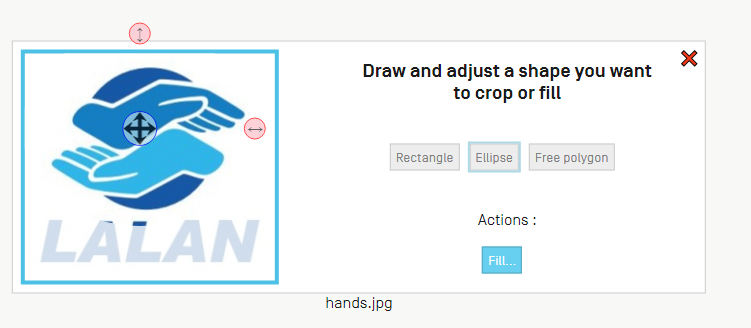 Draw and adjust a shape you want
to crop or fill
Rectangle Ellipse Free polygon
LALAN
Actions :
Fill...
hands.jpg